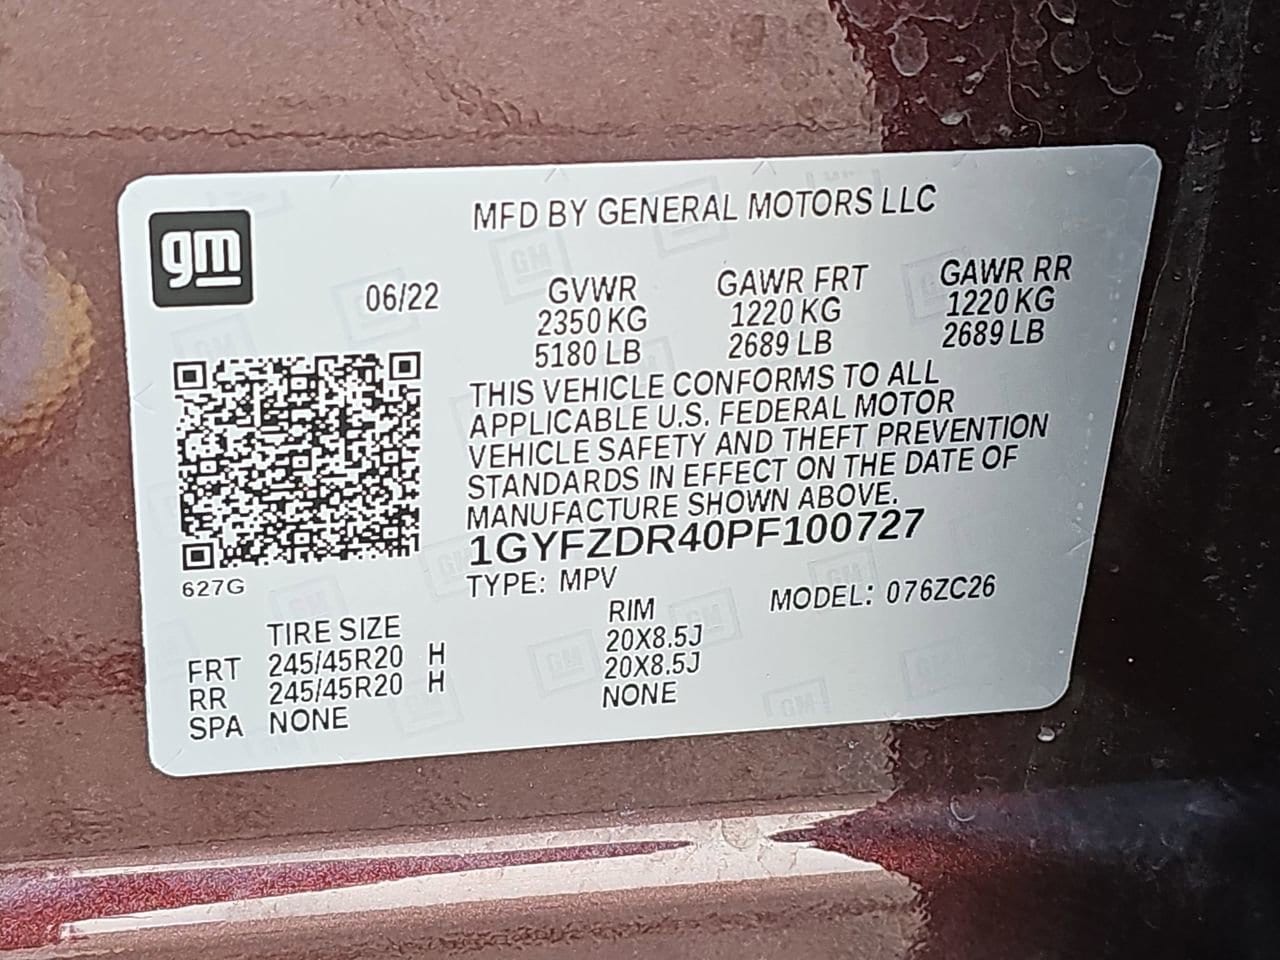 MFD BY GENERAL MOTORS LLC
gm
06/22
GVWR GAWR FRT GAWR RR
2350 KG 1220 KG 1220 KG
5180 LB 2689 LB 2689 LB
THIS VEHICLE CONFORMS TO ALL
APPLICABLE U.S. FEDERAL MOTOR
VEHICLE SAFETY AND THEFT PREVENTION
STANDARDS IN EFFECT ON THE DATE OF
MANUFACTURE SHOWN ABOVE.
1GYFZDR40PF100727
627G
TYPE: MPV MODEL: 076ZC26
TIRE SIZE RIM
FRT 245/45R20 H 20X8.5J
RR 245/45R20 H 20X8.5J
SPA NONE NONE